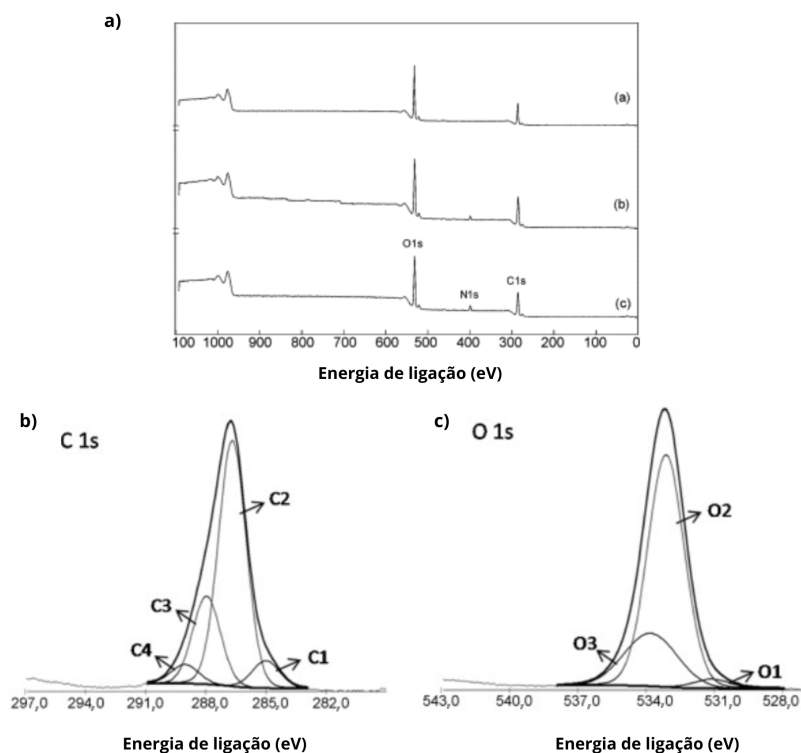 a)
(a)
(b)
O1s
N1s
C1s
(c)
100 1000 900 800 700 600 500 400 300 200 100 0
Energia de ligação (eV)
b)
C 1s
C2
C3
C4
C1
297,0 294,0 291,0 288,0 285,0 282,0
Energia de ligação (eV)
c)
O 1s
O2
O3
O1
543,0 540,0 537,0 534,0 531,0 528,0
Energia de ligação (eV)